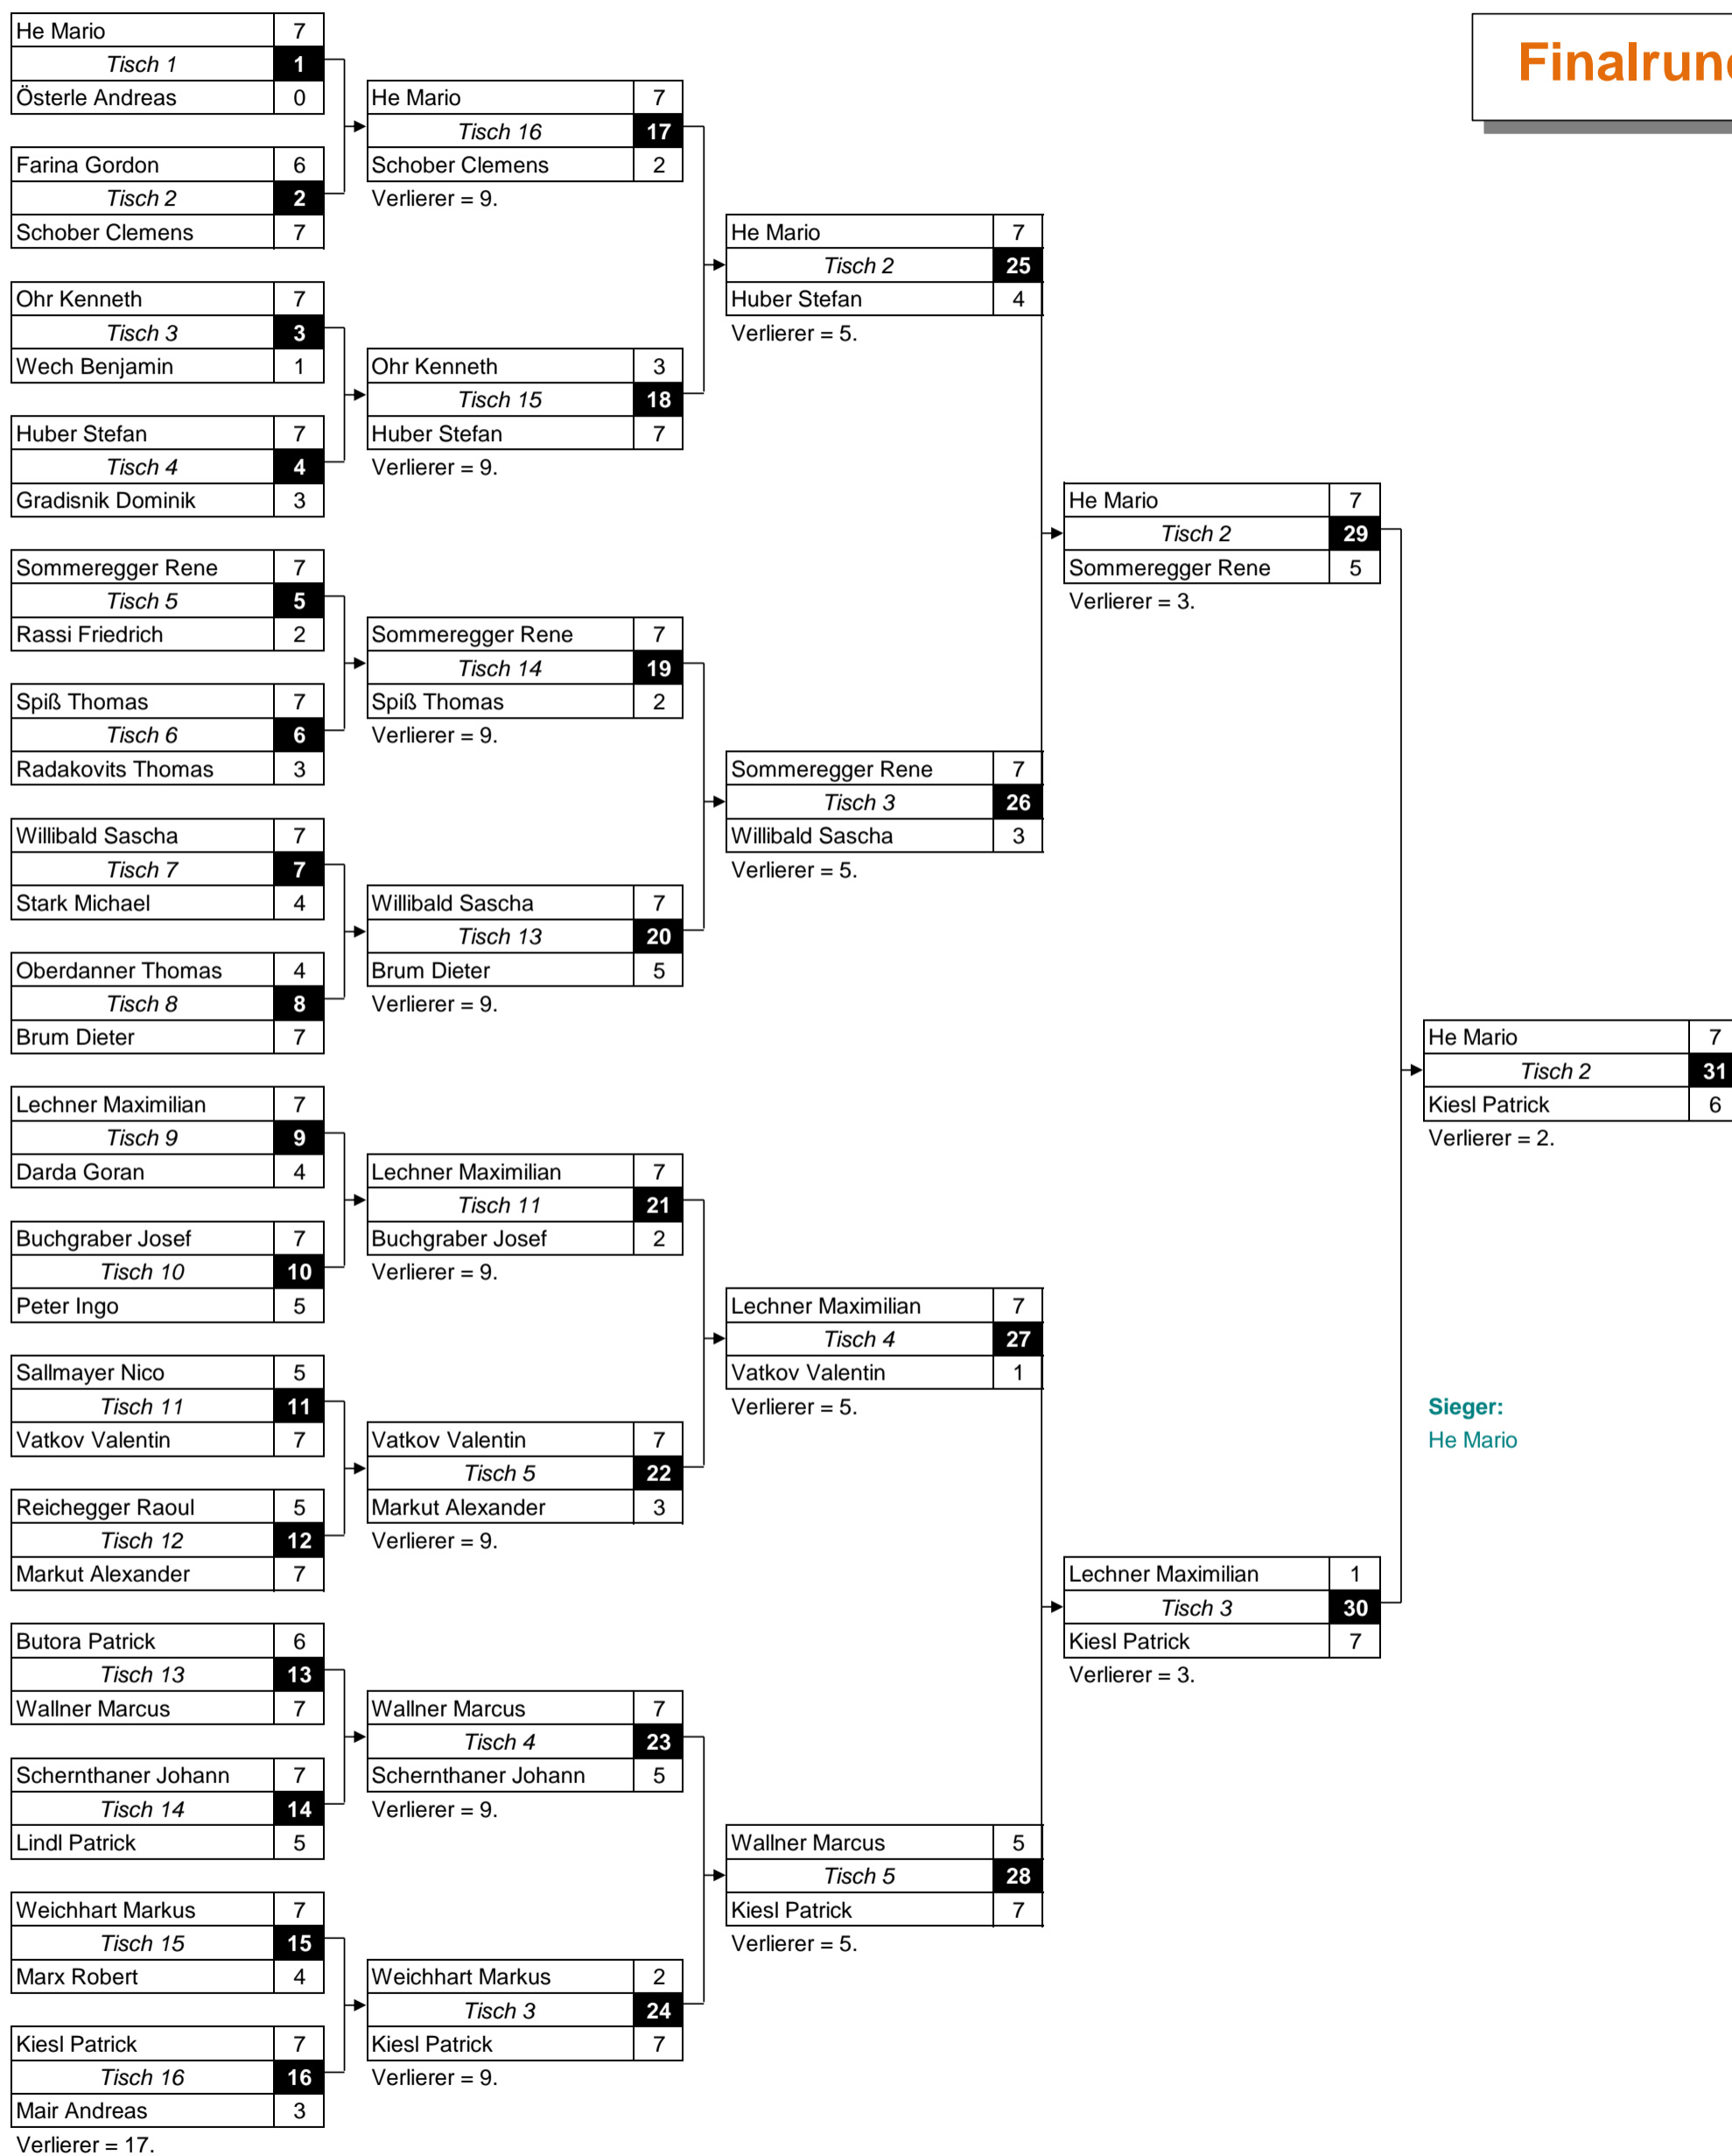 Finalrund
He Mario 7
Tisch 1 1
Österle Andreas 0
Farina Gordon 6
Tisch 2 2
Schober Clemens 7
Ohr Kenneth 7
Tisch 3 3
Wech Benjamin 1
Huber Stefan 7
Tisch 4 4
Gradisnik Dominik 3
Sommeregger Rene 7
Tisch 5 5
Rassi Friedrich 2
Spiß Thomas 7
Tisch 6 6
Radakovits Thomas 3
Willibald Sascha 7
Tisch 7 7
Stark Michael 4
Oberdanner Thomas 4
Tisch 8 8
Brum Dieter 7
Lechner Maximilian 7
Tisch 9 9
Darda Goran 4
Buchgraber Josef 7
Tisch 10 10
Peter Ingo 5
Sallmayer Nico 5
Tisch 11 11
Vatkov Valentin 7
Reichegger Raoul 5
Tisch 12 12
Markut Alexander 7
Butora Patrick 6
Tisch 13 13
Wallner Marcus 7
Schernthaner Johann 7
Tisch 14 14
Lindl Patrick 5
Weichhart Markus 7
Tisch 15 15
Marx Robert 4
Kiesl Patrick 7
Tisch 16 16
Mair Andreas 3
Verlierer = 17.
He Mario 7
Tisch 16 17
Schober Clemens 2
Verlierer = 9.
Ohr Kenneth 3
Tisch 15 18
Huber Stefan 7
Verlierer = 9.
Sommeregger Rene 7
Tisch 14 19
Spiß Thomas 2
Verlierer = 9.
Willibald Sascha 7
Tisch 13 20
Brum Dieter 5
Verlierer = 9.
Lechner Maximilian 7
Tisch 11 21
Buchgraber Josef 2
Verlierer = 9.
Vatkov Valentin 7
Tisch 5 22
Markut Alexander 3
Verlierer = 9.
Wallner Marcus 7
Tisch 4 23
Schernthaner Johann 5
Verlierer = 9.
Weichhart Markus 2
Tisch 3 24
Kiesl Patrick 7
Verlierer = 9.
He Mario 7
Tisch 2 25
Huber Stefan 4
Verlierer = 5.
Sommeregger Rene 7
Tisch 3 26
Willibald Sascha 3
Verlierer = 5.
Lechner Maximilian 7
Tisch 4 27
Vatkov Valentin 1
Verlierer = 5.
Wallner Marcus 5
Tisch 5 28
Kiesl Patrick 7
Verlierer = 5.
He Mario 7
Tisch 2 29
Sommeregger Rene 5
Verlierer = 3.
Lechner Maximilian 1
Tisch 3 30
Kiesl Patrick 7
Verlierer = 3.
He Mario 7
Tisch 2 31
Kiesl Patrick 6
Verlierer = 2.
Sieger:
He Mario